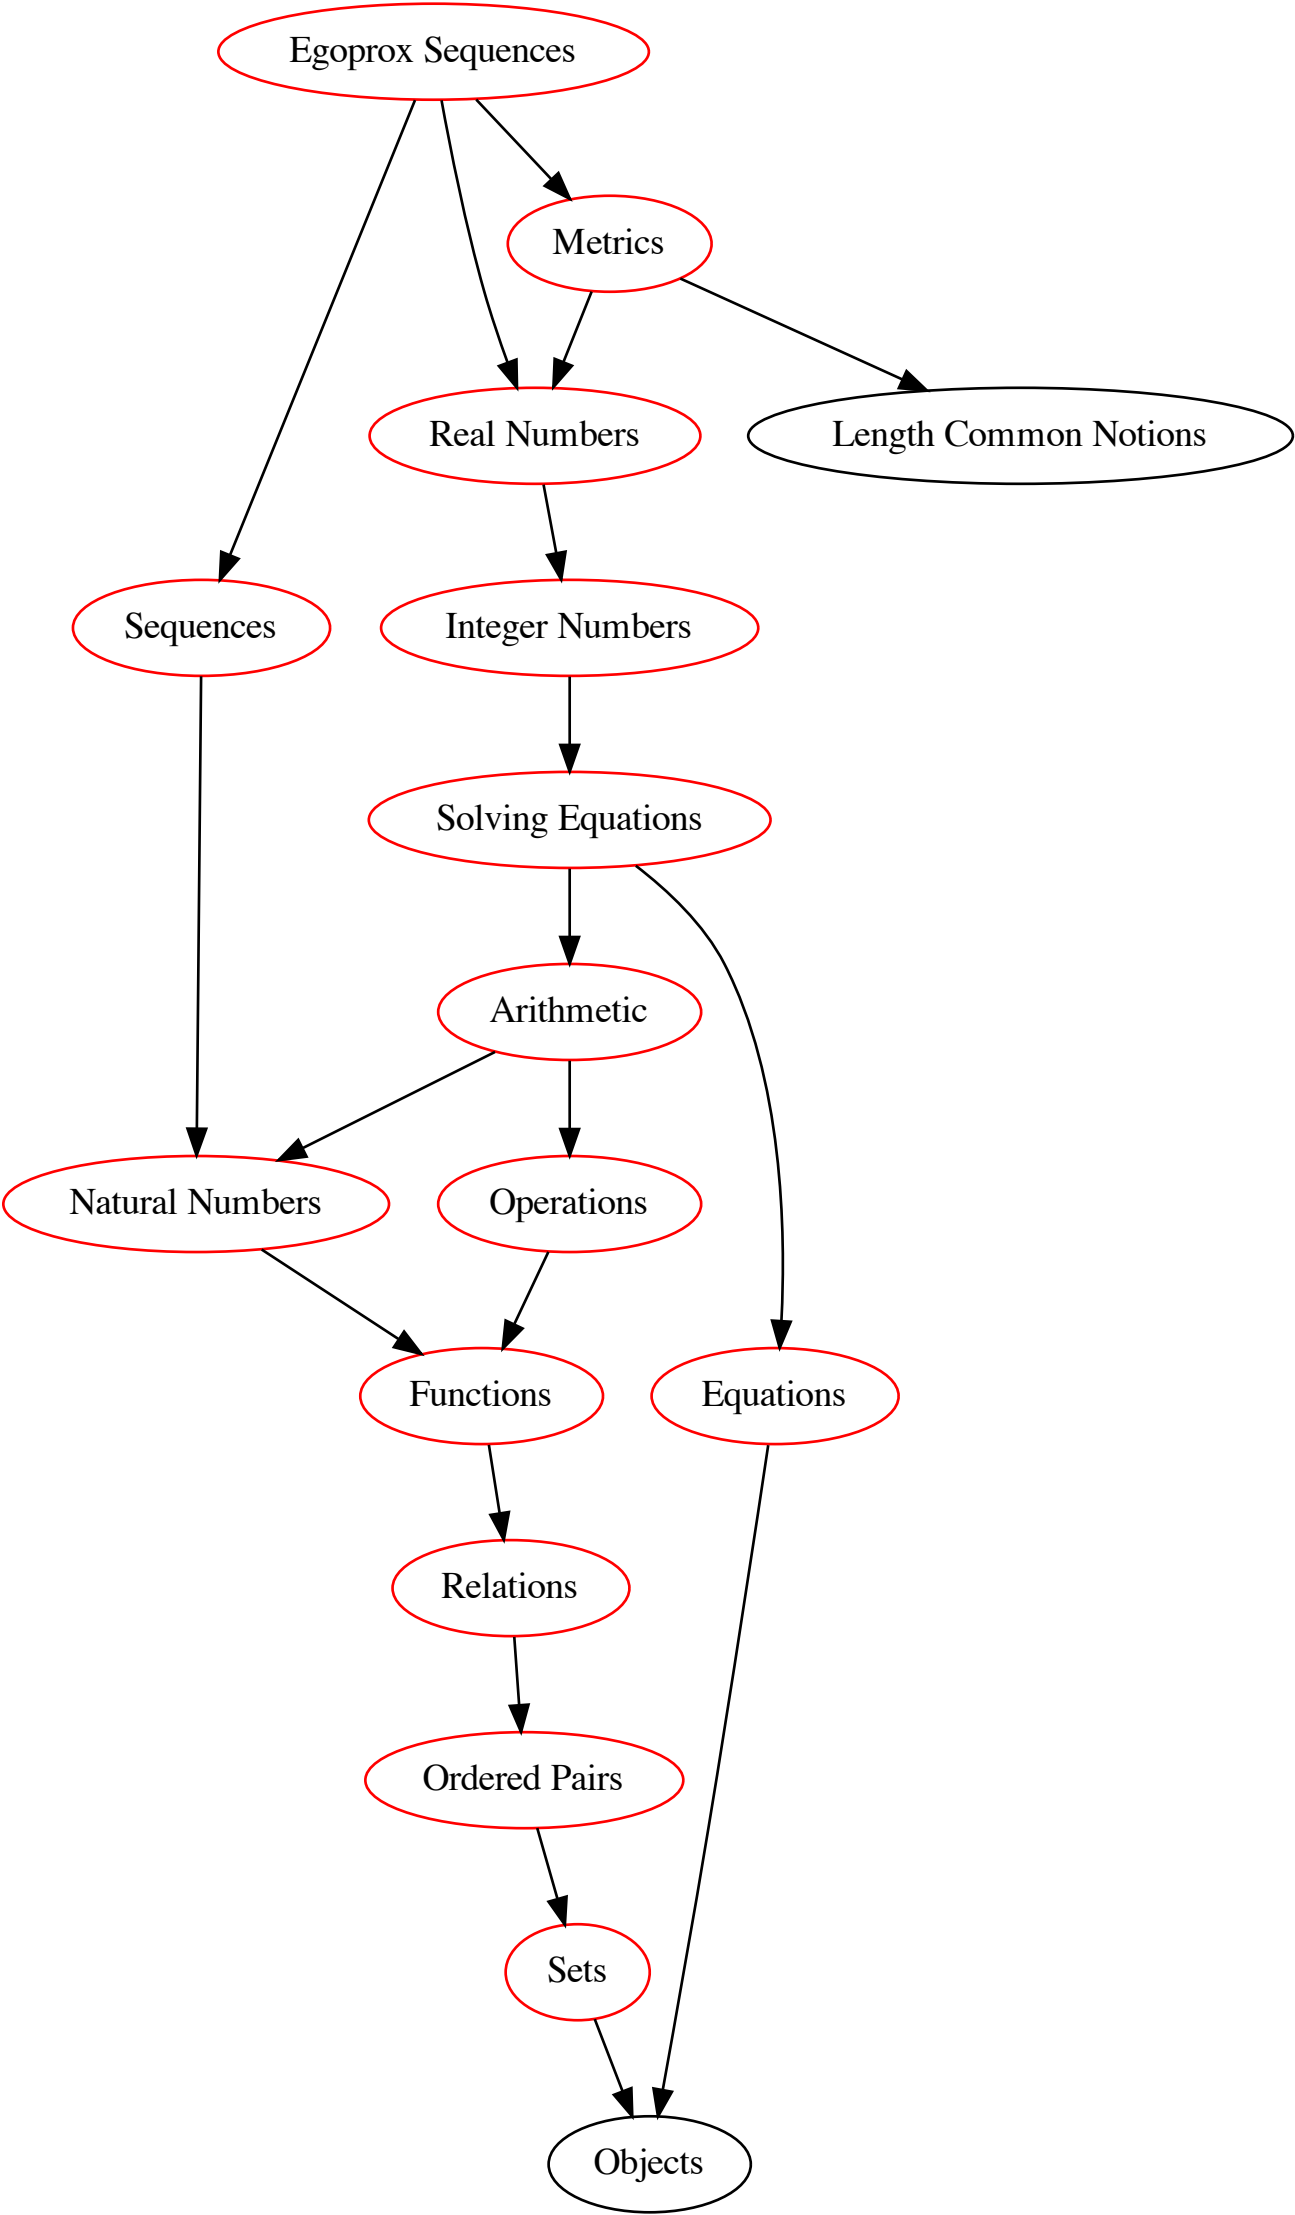 Egoprox Sequences
Metrics
Real Numbers
Length Common Notions
Sequences
Integer Numbers
Solving Equations
Arithmetic
Natural Numbers
Operations
Functions
Equations
Relations
Ordered Pairs
Sets
Objects